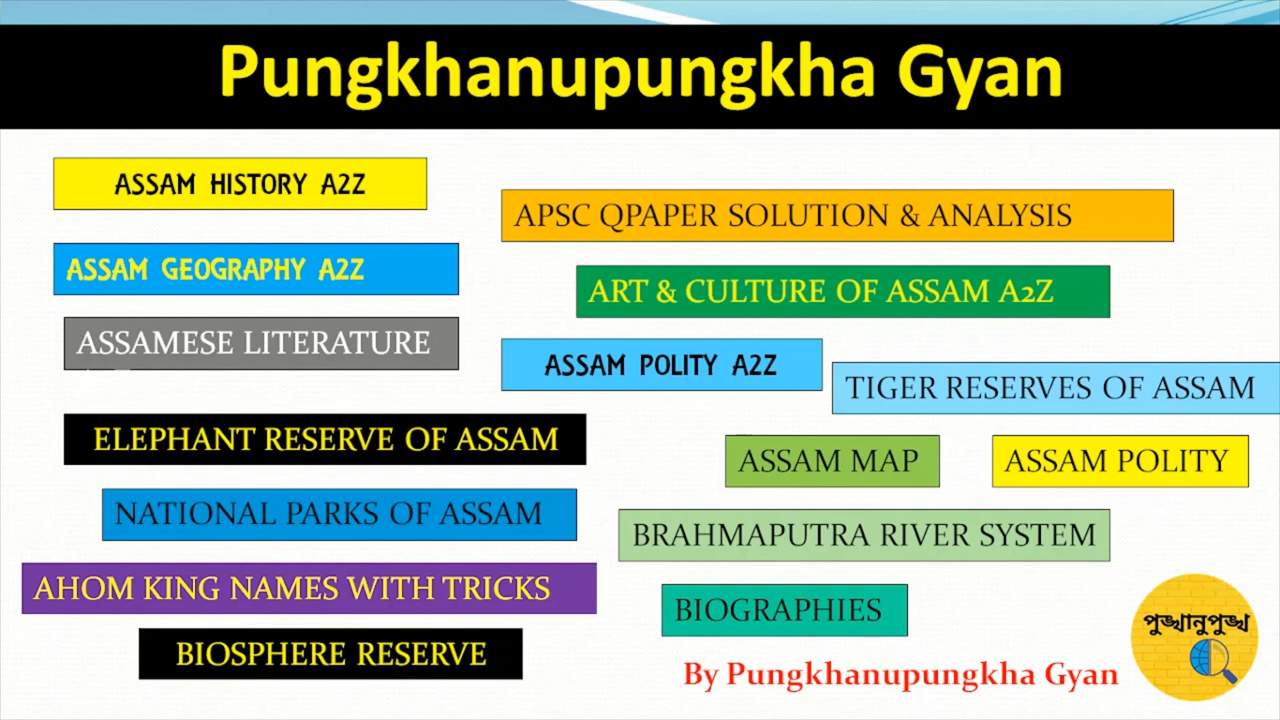 Pungkhanupungkha Gyan
ASSAM HISTORY A2Z
APSC QPAPER SOLUTION & ANALYSIS
ASSAM GEOGRAPHY A2Z
ART & CULTURE OF ASSAM A2Z
ASSAMESE LITERATURE
ASSAM POLITY A2Z
TIGER RESERVES OF ASSAM
ELEPHANT RESERVE OF ASSAM
ASSAM MAP
ASSAM POLITY
NATIONAL PARKS OF ASSAM
BRAHMAPUTRA RIVER SYSTEM
AHOM KING NAMES WITH TRICKS
BIOGRAPHIES
BIOSPHERE RESERVE
পুঙ্খানুপুঙ্খ
By Pungkhanupungkha Gyan